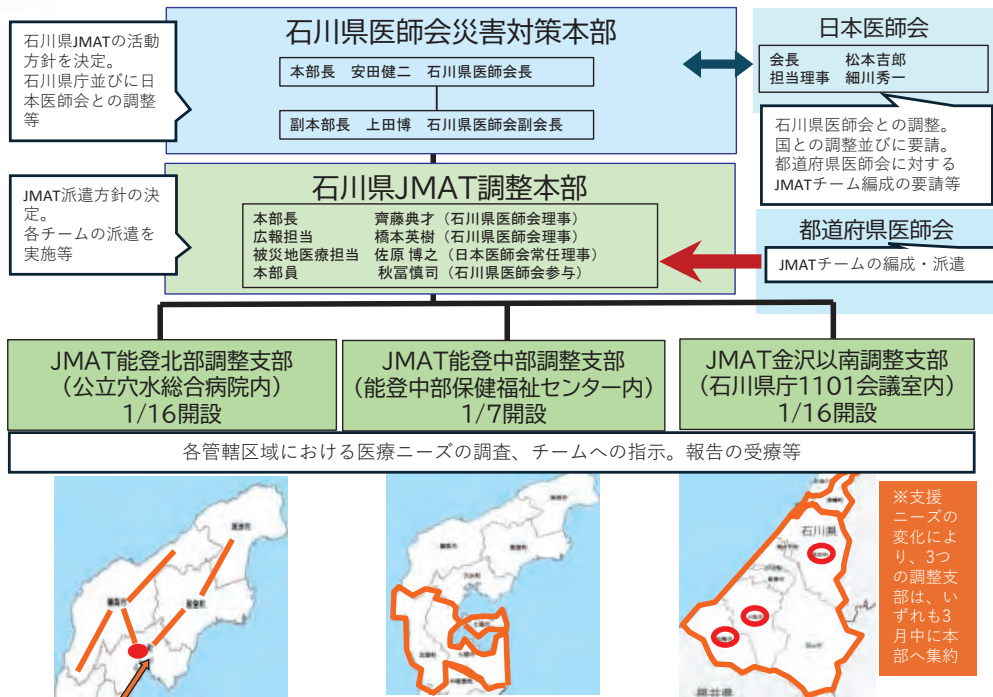 石川県JMATの活動
方針を決定。
石川県庁並びに日
本医師会との調整
等
石川県医師会災害対策本部
本部長 安田健二 石川県医師会長
副本部長 上田博 石川県医師会副会長
日本医師会
会長 松本吉郎
担当理事 細川秀一
石川県医師会との調整。
国との調整並びに要請。
都道府県医師会に対する
JMATチーム編成の要請等
JMAT派遣方針の決
定。
各チームの派遣を
実施等
石川県JMAT調整本部
本部長 齊藤典才(石川県医師会理事)
広報担当 橋本英樹(石川県医師会理事)
被災地医療担当 佐原博之(日本医師会常任理事)
本部員 秋冨慎司(石川県医師会参与)
都道府県医師会
JMATチームの編成・派遣
JMAT能登北部調整支部
(公立穴水総合病院内)
1/16開設
JMAT能登中部調整支部
(能登中部保健福祉センター内)
1/7開設
JMAT金沢以南調整支部
(石川県庁1101会議室内)
1/16開設
各管轄区域における医療ニーズの調査、チームへの指示。報告の受療等
石川県
※支援
ニーズの
変化によ
り、3つ
の調整支
部は、い
ずれも3
月中に本
部へ集約